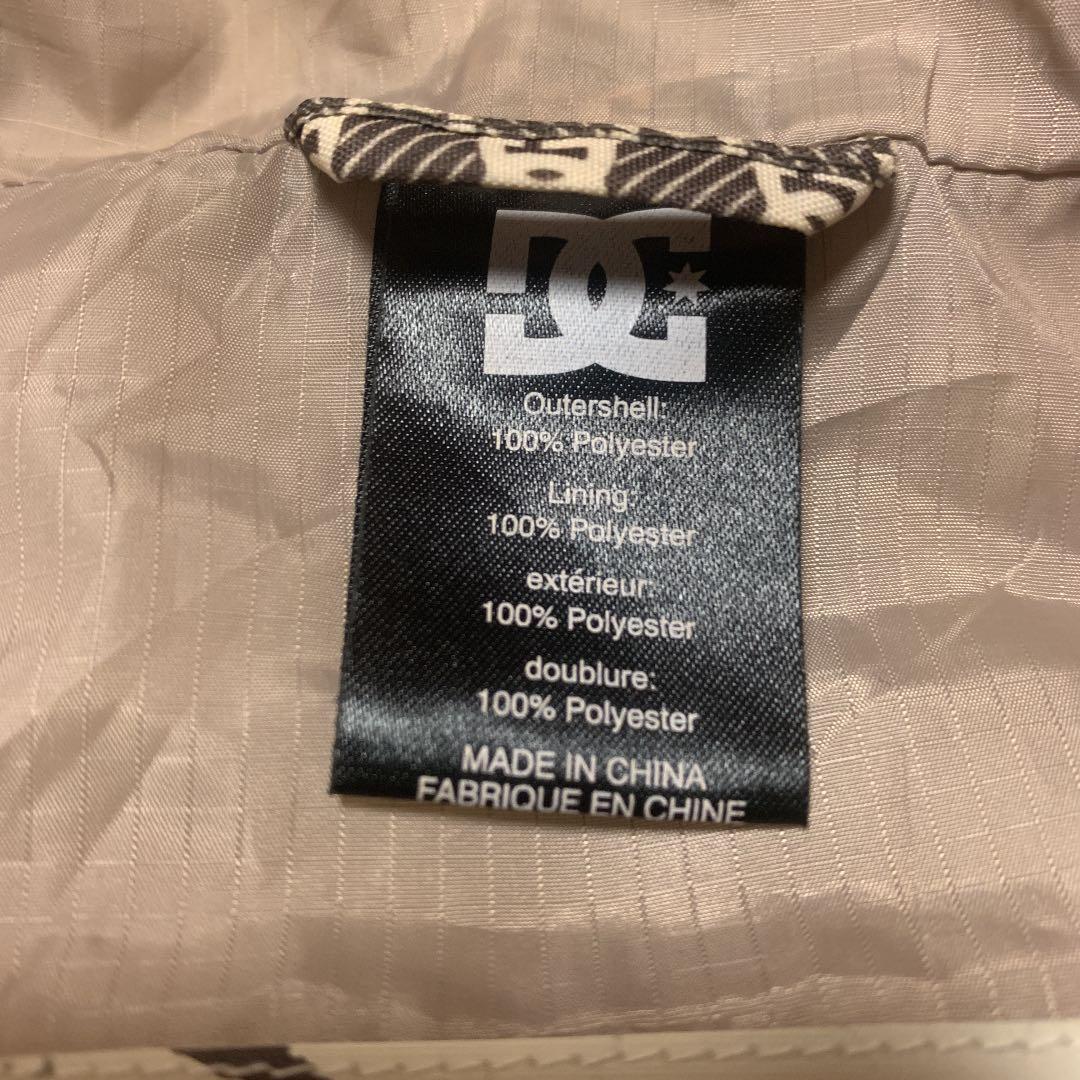 DC
Outershell:
100% Polyester
Lining:
100% Polyester
extérieur:
100% Polyester
doublure:
100% Polyester
MADE IN CHINA
FABRIQUE EN CHINE